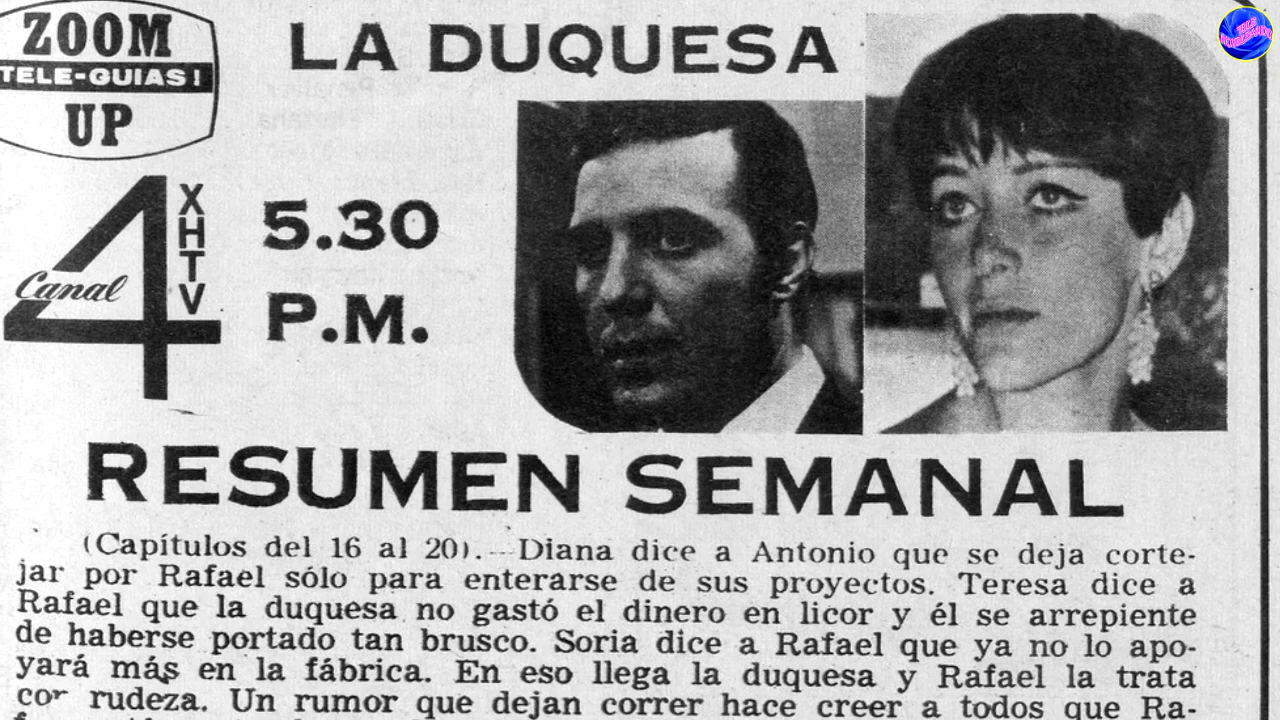 ZOOM
TELE-GUIAS!
UP
LA DUQUESA
Canal 4
XHTV
5.30
P.M.
RESUMEN SEMANAL
(Capítulos del 16 al 20).—Diana dice a Antonio que se deja corte-
jar por Rafael sólo para enterarse de sus proyectos. Teresa dice a
Rafael que la duquesa no gastó el dinero en licor y él se arrepiente
de haberse portado tan brusco. Soria dice a Rafael que ya no lo apo-
yará más en la fábrica. En eso llega la duquesa y Rafael la trata
con rudeza. Un rumor que dejan correr hace creer a todos que Ra-